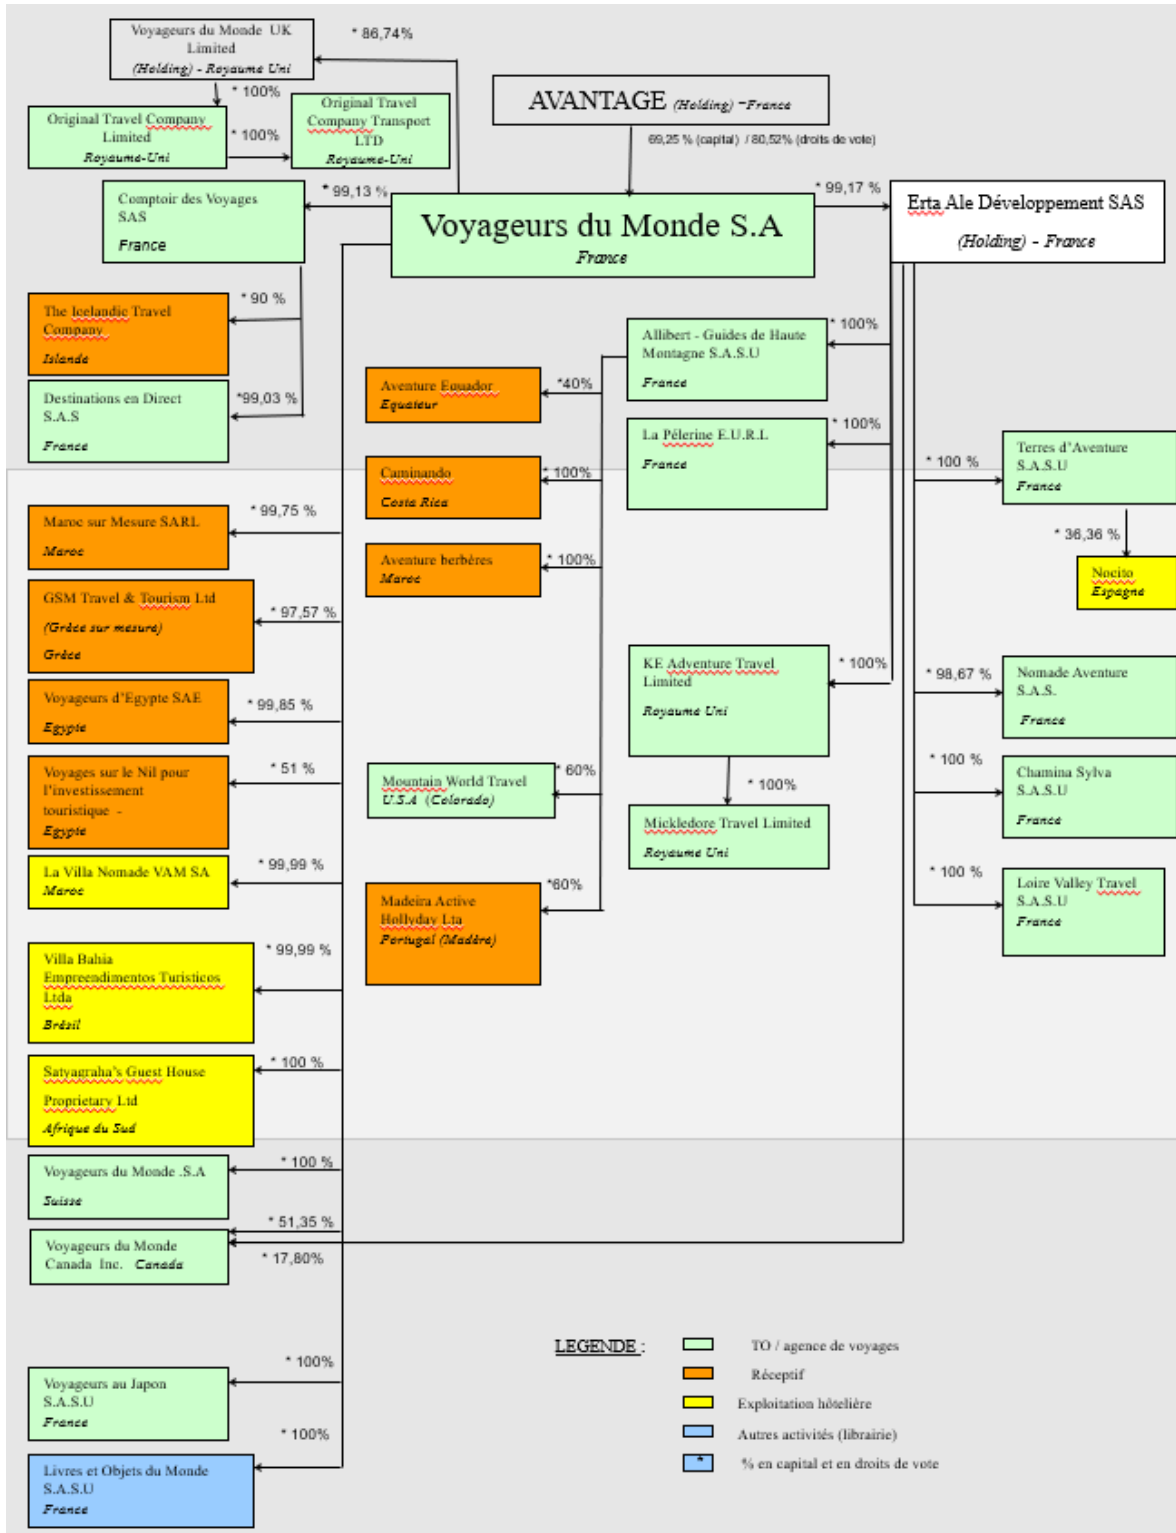 Voyageurs du Monde UK
Limited
(Holding) - Royaume Uni
* 86,74%
AVANTAGE (Holding) –France
69,25 % (capital) / 80,52% (droits de vote)
* 100%
Original Travel Company
Limited
Royaume-Uni
* 100%
Original Travel
Company Transport
LTD
Royaume-Uni
Comptoir des Voyages
SAS
France
* 99,13 %
Voyageurs du Monde S.A
France
* 99,17 %
Erta Ale Développement SAS
(Holding) - France
The Icelandic Travel
Company
Islande
* 90 %
Destinations en Direct
S.A.S
France
*99,03 %
Allibert - Guides de Haute
Montagne S.A.S.U
France
* 100%
Aventure Equador
Equateur
*40%
La Pélerine E.U.R.L
France
* 100%
Caminando
Costa Rica
* 100%
Terres d'Aventure
S.A.S.U
France
* 100 %
* 36,36 %
Nocito
Espagne
Maroc sur Mesure SARL
Maroc
* 99,75 %
Aventure berbères
Maroc
* 100%
GSM Travel & Tourism Ltd
(Grèce sur mesure)
Grèce
* 97,57 %
KE Adventure Travel
Limited
Royaume Uni
* 100%
Nomade Aventure
S.A.S.
France
* 98,67 %
Voyageurs d'Egypte SAE
Egypte
* 99,85 %
Voyages sur le Nil pour
l'investissement
touristique -
Egypte
* 51 %
Mountain World Travel
U.S.A (Colorado)
* 60%
* 100%
Mickledore Travel Limited
Royaume Uni
Chamina Sylva
S.A.S.U
France
* 100 %
La Villa Nomade VAM SA
Maroc
* 99,99 %
Madeira Active
Hollyday Lta
Portugal (Madère)
*60%
Loire Valley Travel
S.A.S.U
France
* 100 %
Villa Bahia
Empreendimentos Turisticos
Ltda
Brésil
* 99,99 %
Satyagraha's Guest House
Proprietary Ltd
Afrique du Sud
* 100 %
Voyageurs du Monde .S.A
Suisse
* 100 %
Voyageurs du Monde
Canada Inc. Canada
* 51,35 %
* 17,80%
Voyageurs au Japon
S.A.S.U
France
* 100%
Livres et Objets du Monde
S.A.S.U
France
* 100%
LEGENDE :
TO / agence de voyages
Réceptif
Exploitation hôtelière
Autres activités (librairie)
* % en capital et en droits de vote